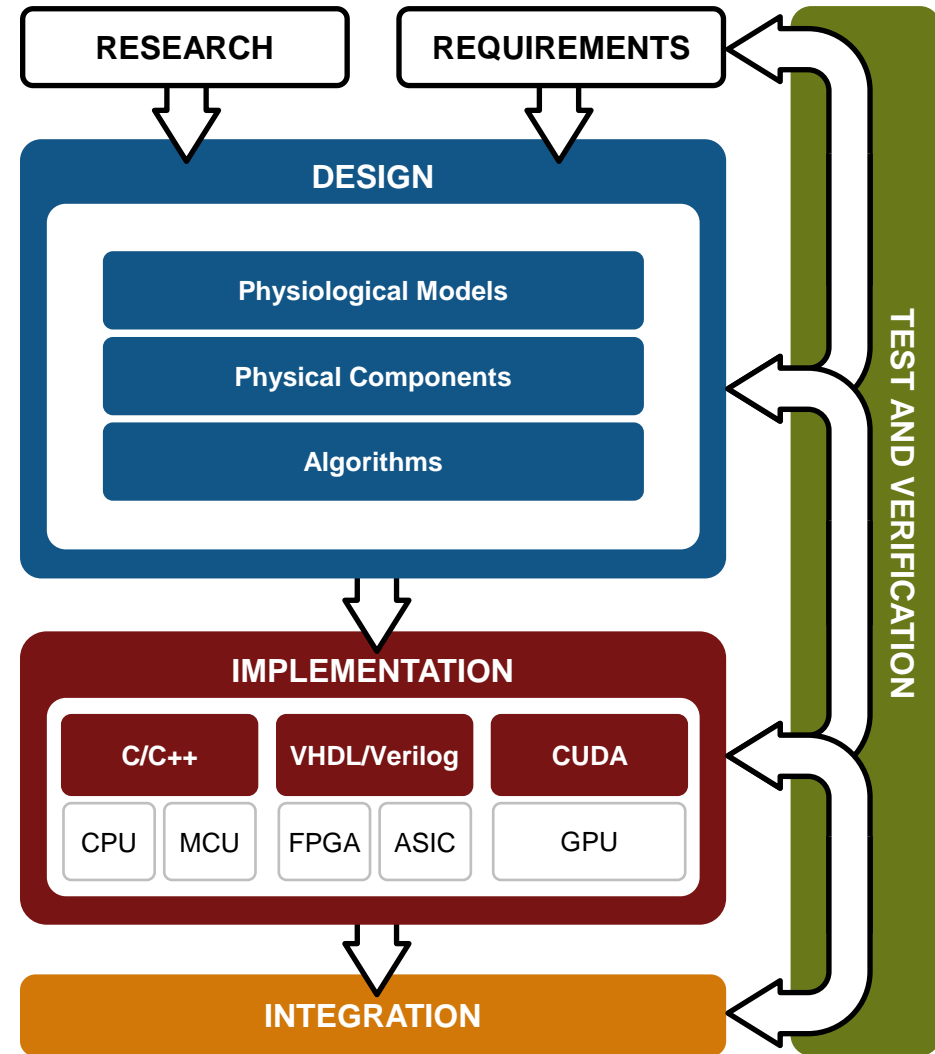 RESEARCH
REQUIREMENTS
DESIGN
Physiological Models
Physical Components
Algorithms
IMPLEMENTATION
C/C++
VHDL/Verilog
CUDA
CPU
MCU
FPGA
ASIC
GPU
INTEGRATION
TEST AND VERIFICATION